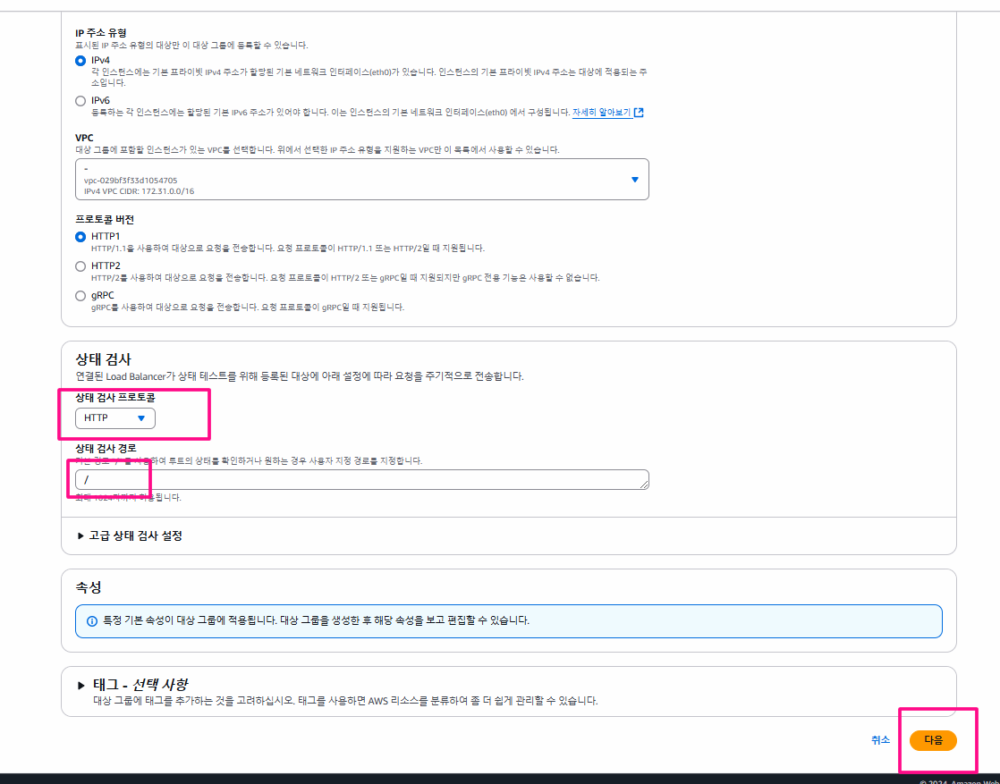 IP 주소 유형
표시된 IP 주소 유형의 대상만 이 대상 그룹에 등록할 수 있습니다.
IPv4
각 인스턴스에는 기본 프라이빗 IPv4 주소가 할당된 기본 네트워크 인터페이스(eth0)가 있습니다. 인스턴스의 기본 프라이빗 IPv4 주소는 대상에 적용되는 주
소입니다.
IPv6
등록하는 각 인스턴스에는 할당된 기본 IPv6 주소가 있어야 합니다. 이는 인스턴스의 기본 네트워크 인터페이스(eth0) 에서 구성됩니다. 자세히 알아보기
VPC
대상 그룹에 포함할 인스턴스가 있는 VPC를 선택합니다. 위에서 선택한 IP 주소 유형을 지원하는 VPC만 이 목록에서 사용할 수 있습니다.
-
vpc-029bf3f33d1054705
IPv4 VPC CIDR: 172.31.0.0/16
프로토콜 버전
HTTP1
HTTP/1.1을 사용하여 대상으로 요청을 전송합니다. 요청 프로토콜이 HTTP/1.1 또는 HTTP/2일 때 지원됩니다.
HTTP2
HTTP/2를 사용하여 대상으로 요청을 전송합니다. 요청 프로토콜이 HTTP/2 또는 gRPC일 때 지원되지만 gRPC 전용 기능은 사용할 수 없습니다.
gRPC
gRPC를 사용하여 대상으로 요청을 전송합니다. 요청 프로토콜이 gRPC일 때 지원됩니다.
상태 검사
연결된 Load Balancer가 상태 테스트를 위해 등록된 대상에 아래 설정에 따라 요청을 주기적으로 전송합니다.
상태 검사 프로토콜
HTTP
상태 검사 경로
사용하여 루트의 상태를 확인하거나 원하는 경우 사용자 지정 경로를 지정합니다.
/
최대 1024자까지 허용됩니다.
고급 상태 검사 설정
속성
특정 기본 속성이 대상 그룹에 적용됩니다. 대상 그룹을 생성한 후 해당 속성을 보고 편집할 수 있습니다.
태그 - 선택 사항
대상 그룹에 태그를 추가하는 것을 고려하십시오. 태그를 사용하면 AWS 리소스를 분류하여 좀 더 쉽게 관리할 수 있습니다.
취소
다음
© 2024, Amazon Web